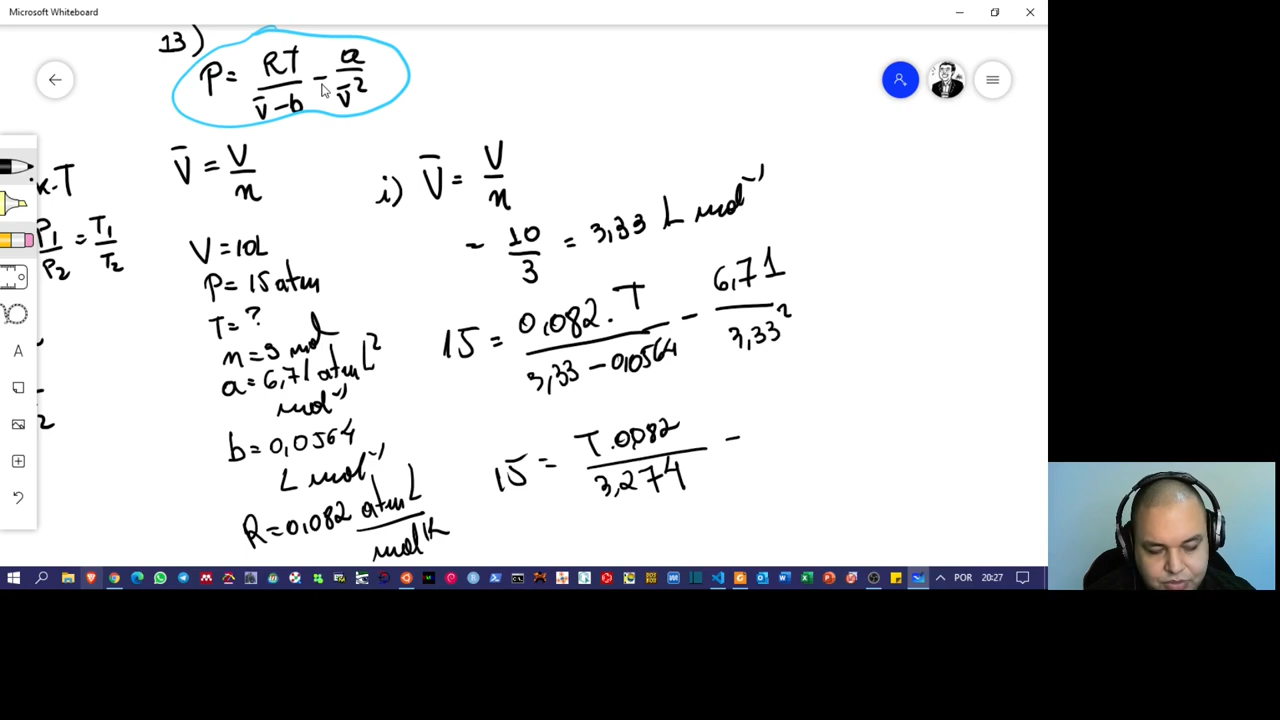 Microsoft Whiteboard
13)
P = RT / (V̄ - b) - a / V̄²
k.T
P1/P2 = T1/T2
V̄ = V/n
V = 10L
P = 15 atm
T = ?
n = 3 mol
a = 6,71 atm L²
mol⁻¹
b = 0,0564
L mol⁻¹
R = 0,082 atm L / mol K
i) V̄ = V/n
= 10/3 = 3,33 L mol⁻¹
15 = 0,082 . T / (3,33 - 0,0564) - 6,71 / 3,33²
15 = T . 0,082 / 3,274 -
A
2
POR 20:27